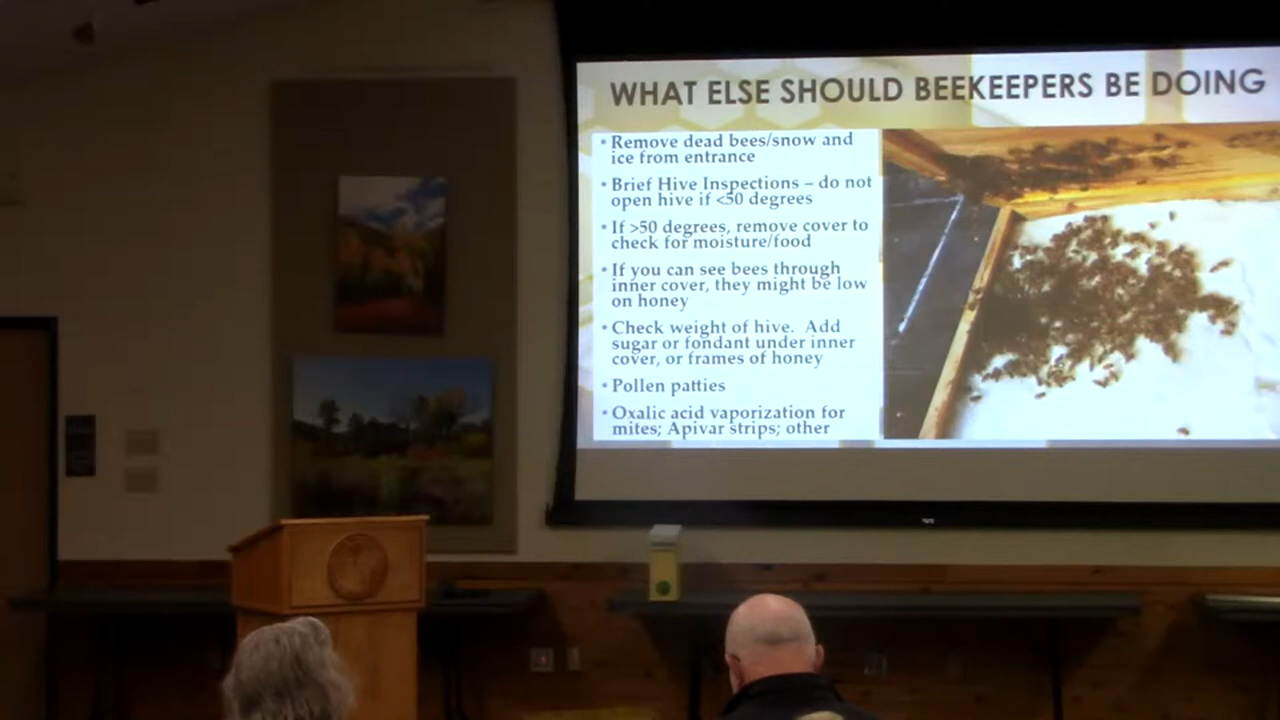 WHAT ELSE SHOULD BEEKEEPERS BE DOING
• Remove dead bees/snow and
ice from entrance
• Brief Hive Inspections – do not
open hive if <50 degrees
• If >50 degrees, remove cover to
check for moisture/food
• If you can see bees through
inner cover, they might be low
on honey
• Check weight of hive. Add
sugar or fondant under inner
cover, or frames of honey
• Pollen patties
• Oxalic acid vaporization for
mites; Apivar strips; other